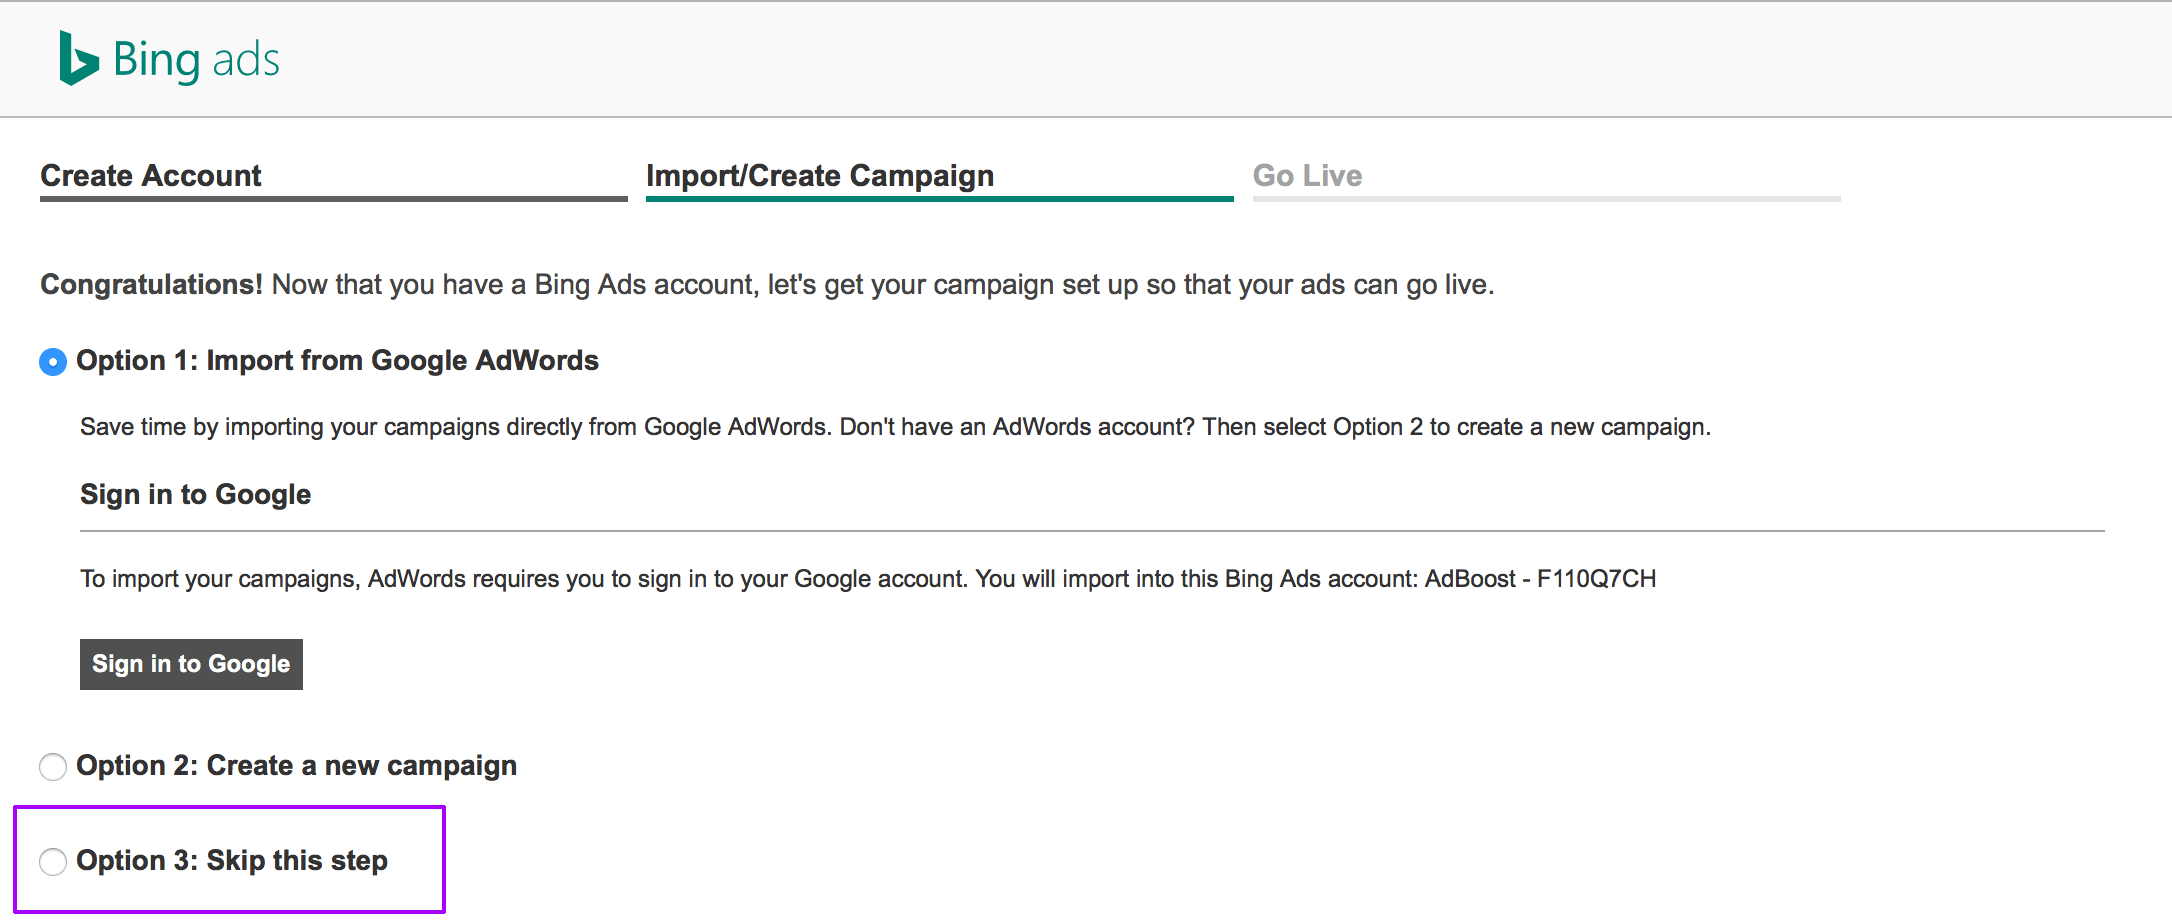 Bing ads
Create Account
Import/Create Campaign
Go Live
Congratulations! Now that you have a Bing Ads account, let's get your campaign set up so that your ads can go live.
Option 1: Import from Google AdWords
Save time by importing your campaigns directly from Google AdWords. Don't have an AdWords account? Then select Option 2 to create a new campaign.
Sign in to Google
To import your campaigns, AdWords requires you to sign in to your Google account. You will import into this Bing Ads account: AdBoost - F110Q7CH
Sign in to Google
Option 2: Create a new campaign
Option 3: Skip this step